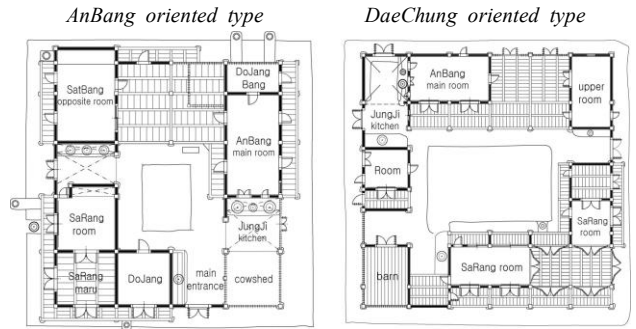 AnBang oriented type
DaeChung oriented type
SatBang
opposite room
DoJang
Bang
AnBang
main room
SaRang
room
JungJi
kitchen
SaRang
maru
DoJang
main
entrance
cowshed
AnBang
main room
upper
room
JungJi
kitchen
Room
SaRang
room
barn
SaRang room